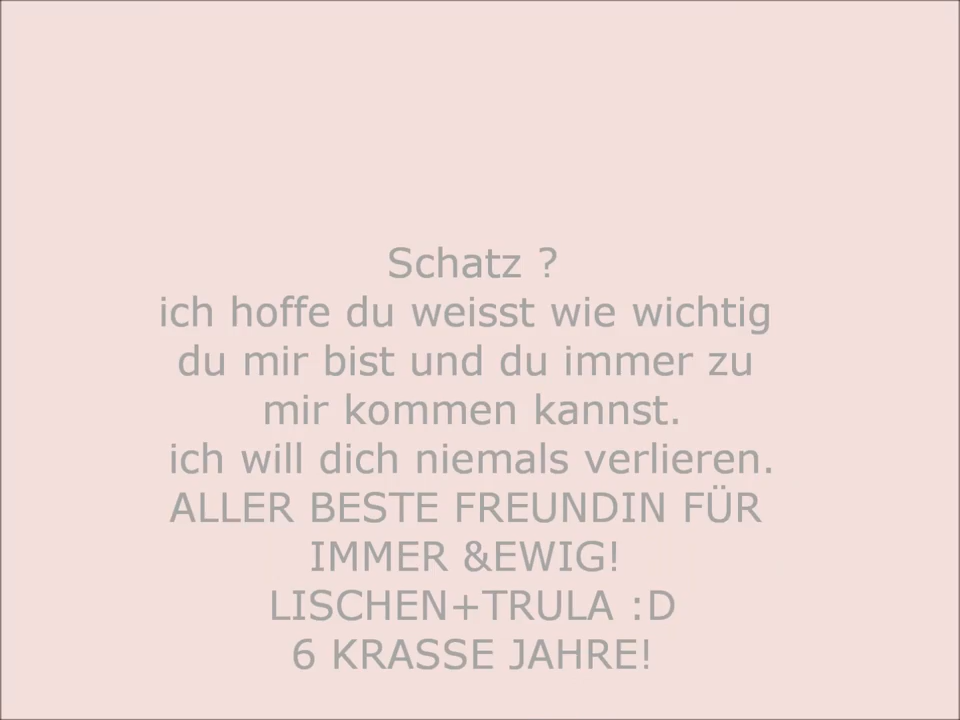 Schatz ?
ich hoffe du weisst wie wichtig
du mir bist und du immer zu
mir kommen kannst.
ich will dich niemals verlieren.
ALLER BESTE FREUNDIN FÜR
IMMER &EWIG!
LISCHEN+TRULA :D
6 KRASSE JAHRE!